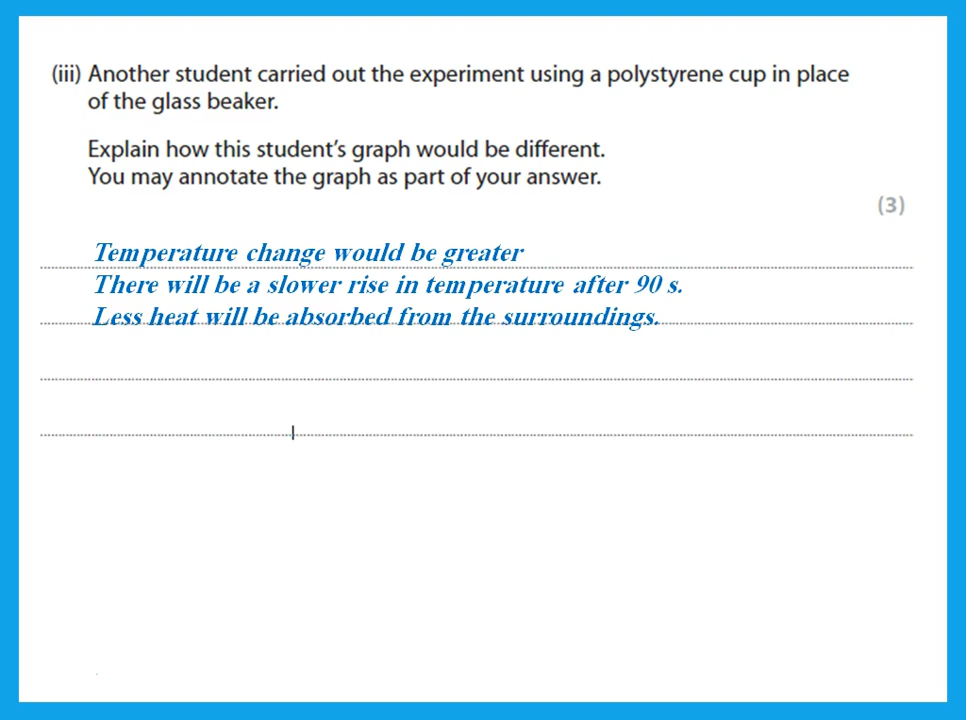 (iii) Another student carried out the experiment using a polystyrene cup in place
of the glass beaker.
Explain how this student's graph would be different.
You may annotate the graph as part of your answer.
(3)
Temperature change would be greater
There will be a slower rise in temperature after 90 s.
Less heat will be absorbed from the surroundings.